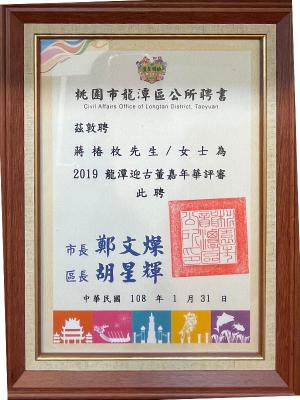 桃園市龍潭區公所聘書
Civil Affairs Office of Longtan District, Taoyuan
茲敦聘
蔣椿枚先生/女士為
2019 龍潭迎古董嘉年華評審
此聘
市長 鄭文燦
區長 胡星輝
中華民國 108 年 1 月 31 日